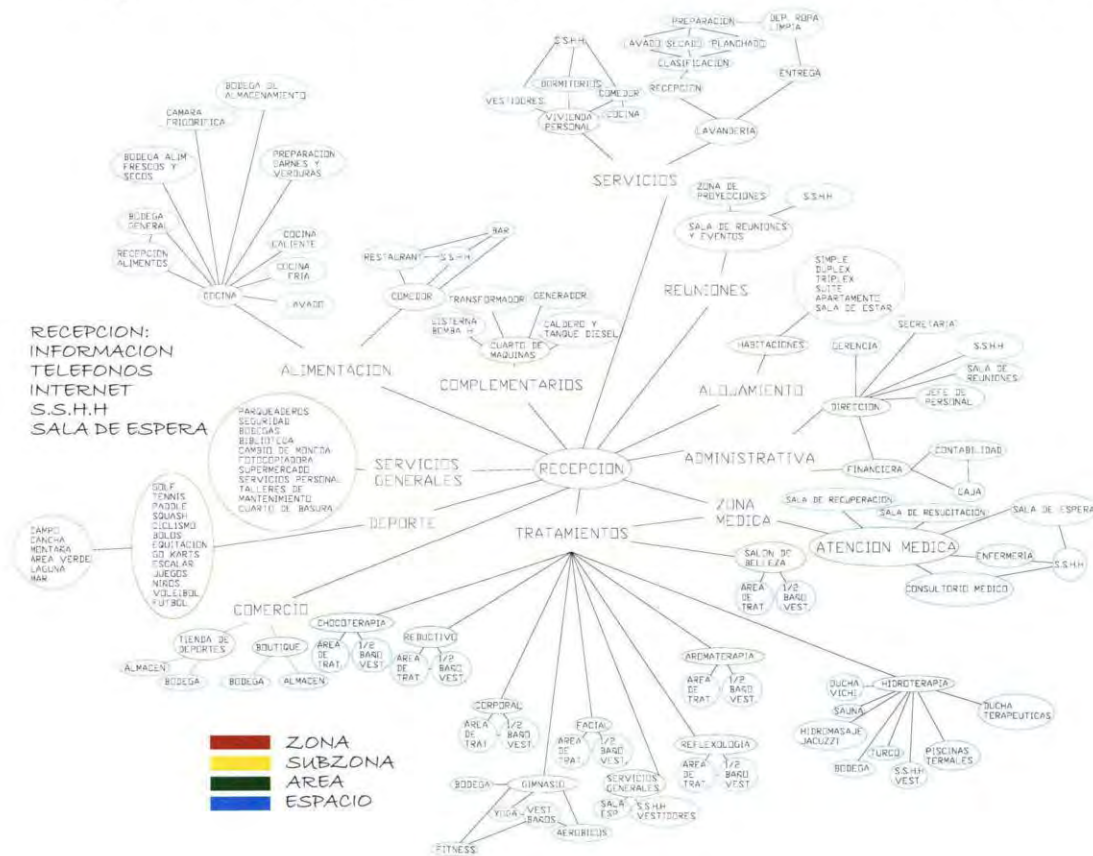 PREPARACION
DEP. ROPA
LIMPIA
LAVADO
SECADO
PLANCHADO
CLASIFICACION
RECEPCION
ENTREGA
LAVANDERIA
S.S.H.H
DORMITORIOS
VESTIDORES
COMEDOR
COCINA
VIVIENDA
PERSONAL
SERVICIOS
BODEGA DE
ALMACENAMIENTO
CAMARA
FRIGORIFICA
BODEGA ALIM
FRESCOS Y
SECOS
PREPARACION
CARNES Y
VERDURAS
BODEGA
GENERAL
RECEPCION
ALIMENTOS
COCINA
CALIENTE
COCINA
FRIA
LAVADO
COCINA
BAR
RESTAURANT
S.S.H.H
COMEDOR
ALIMENTACION
ZONA DE
PROYECCIONES
S.S.H.H
SALA DE REUNIONES
Y EVENTOS
REUNIONES
TRANSFORMADOR
GENERADOR
CISTERNA
BOMBA H
CALDERO Y
TANQUE DIESEL
CUARTO DE
MAQUINAS
COMPLEMENTARIOS
SIMPLE
DUPLEX
TRIPLEX
SUITE
APARTAMENTO
SALA DE ESTAR
HABITACIONES
ALOJAMIENTO
GERENCIA
SECRETARIA
S.S.H.H
SALA DE
REUNIONES
JEFE DE
PERSONAL
DIRECCION
ADMINISTRATIVA
FINANCIERA
CONTABILIDAD
CAJA
RECEPCION:
INFORMACION
TELEFONOS
INTERNET
S.S.H.H
SALA DE ESPERA
PARQUEADEROS
SEGURIDAD
BODEGAS
BIBLIOTECA
CAMBIO DE MONEDA
FOTOCOPIADORA
SUPERMERCADO
SERVICIOS PERSONAL
TALLERES DE
MANTENIMIENTO
CUARTO DE BASURA
SERVICIOS
GENERALES
RECEPCION
DEPORTE
GOLF
TENNIS
PADDLE
SQUASH
CICLISMO
BOLOS
EQUITACION
GO KARTS
ESCALAR
JUEGOS
NIÑOS
VOLEIBOL
FUTBOL
CAMPO
CANCHA
MONTAÑA
AREA VERDE
LAGUNA
MAR
TRATAMIENTOS
ZONA
MEDICA
SALA DE RECUPERACION
SALA DE RESUCITACION
SALA DE ESPERA
ATENCION MEDICA
ENFERMERIA
S.S.H.H
CONSULTORIO MEDICO
SALON DE
BELLEZA
AREA
DE
TRAT.
1/2
BAÑO
VEST.
COMERCIO
TIENDA DE
DEPORTES
BOUTIQUE
ALMACEN
BODEGA
BODEGA
ALMACEN
CHOCOTERAPIA
AREA
DE
TRAT.
1/2
BAÑO
VEST.
REDUCTIVO
AREA
DE
TRAT.
1/2
BAÑO
VEST.
AROMATERAPIA
AREA
DE
TRAT.
1/2
BAÑO
VEST.
HIDROTERAPIA
DUCHA
VICHI
SAUNA
HIDROMASAJE
JACUZZI
BODEGA
TURCO
S.S.H.H
VEST.
PISCINAS
TERMALES
DUCHA
TERAPEUTICAS
CORPORAL
AREA
DE
TRAT
1/2
BAÑO
VEST.
FACIAL
AREA
DE
TRAT.
1/2
BAÑO
VEST.
REFLEXOLOGIA
AREA
DE
TRAT.
1/2
BAÑO
VEST.
GIMNASIO
BODEGA
YOGA
VEST.
BAÑOS
AEROBICOS
FITNESS
SERVICIOS
GENERALES
SALA
ESP.
S.S.H.H
VESTIDORES
ZONA
SUBZONA
AREA
ESPACIO